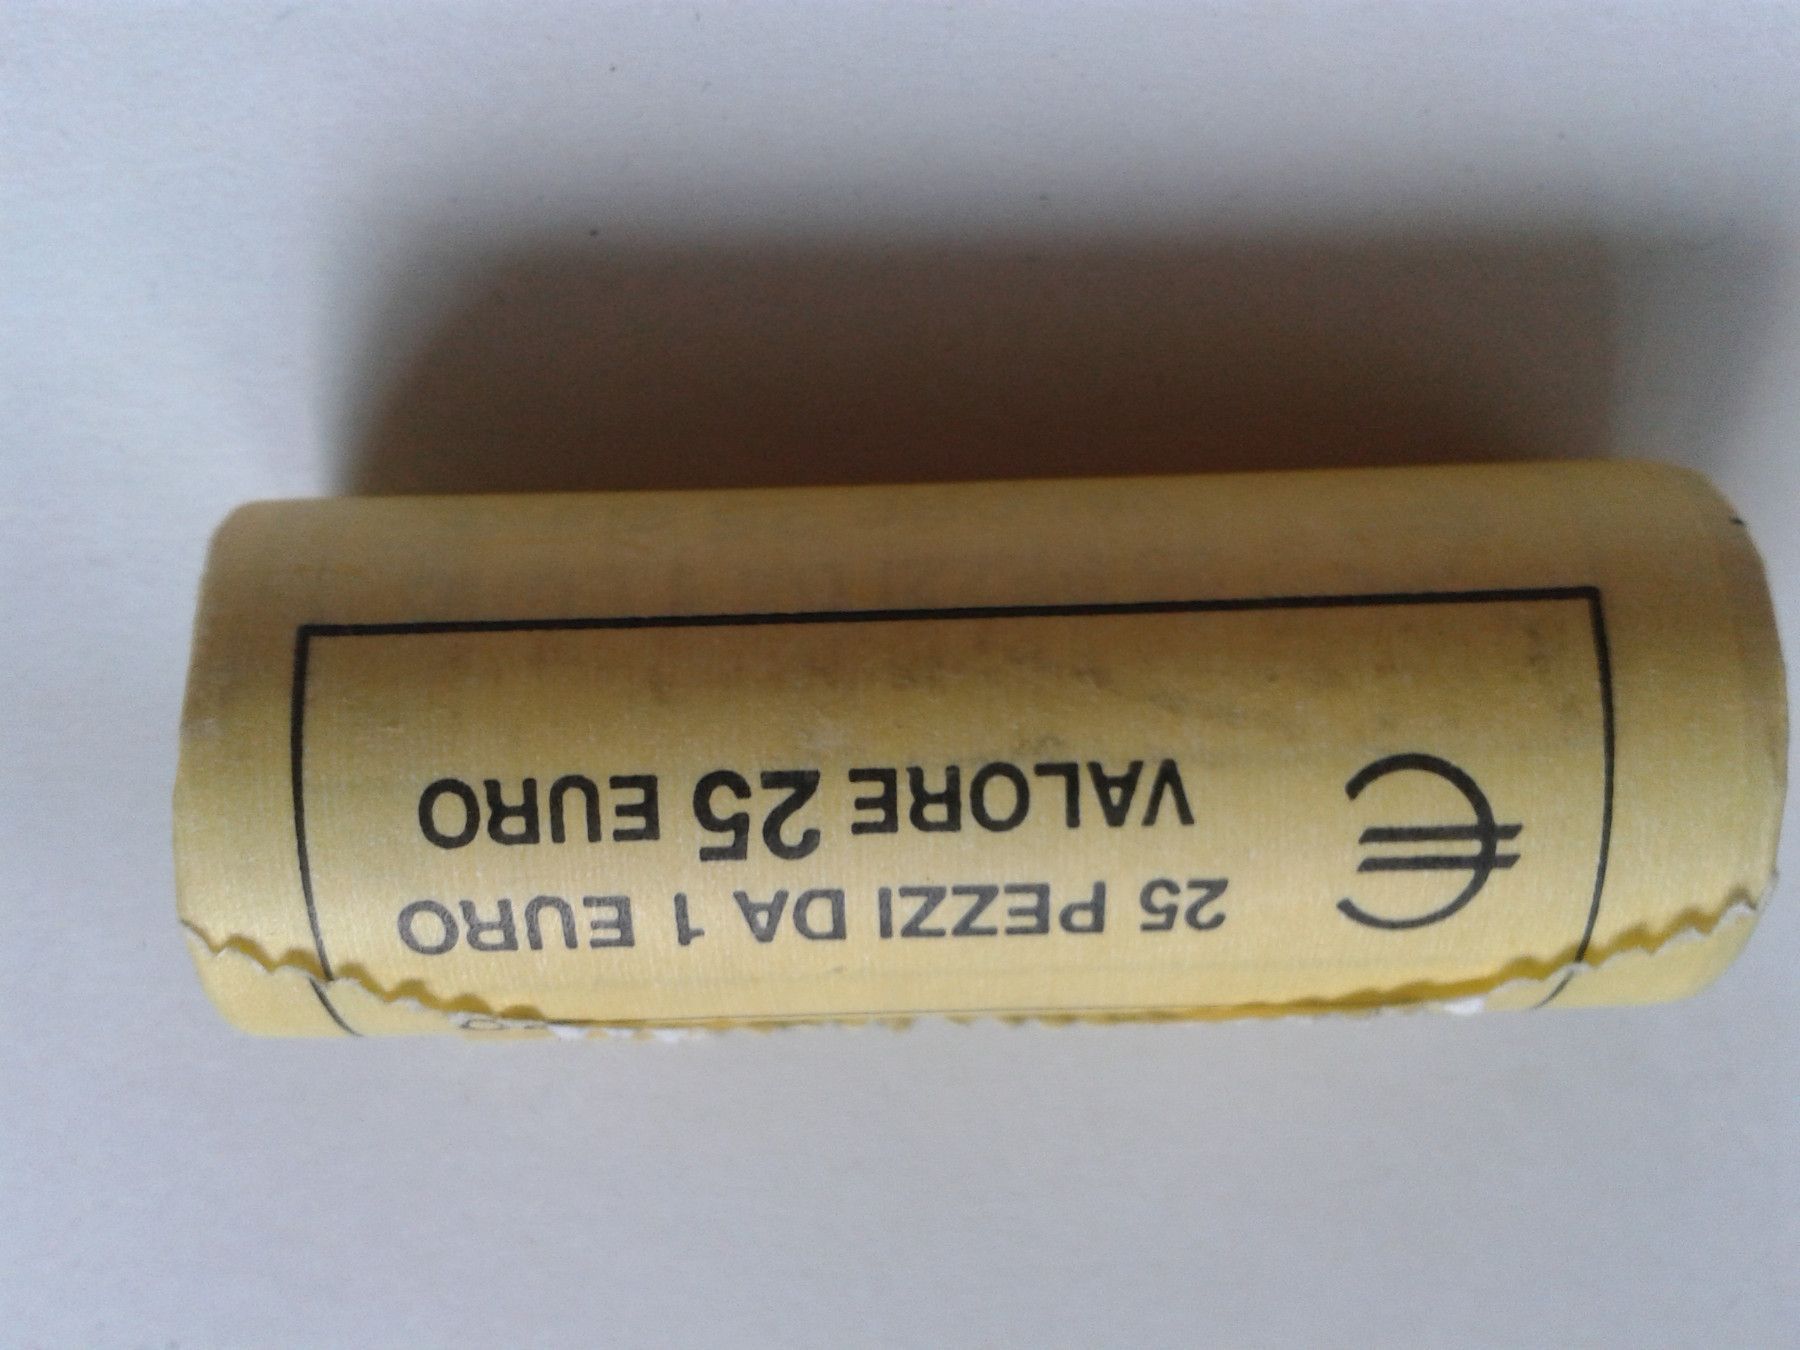 25 PEZZI DA 1 EURO
VALORE 25 EURO
€